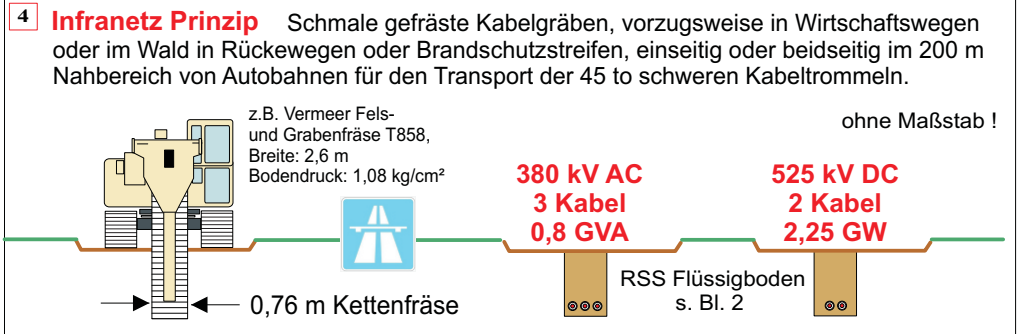 4 Infranetz Prinzip Schmale gefräste Kabelgräben, vorzugsweise in Wirtschaftswegen
oder im Wald in Rückewegen oder Brandschutzstreifen, einseitig oder beidseitig im 200 m
Nahbereich von Autobahnen für den Transport der 45 to schweren Kabeltrommeln.
z.B. Vermeer Fels-
und Grabenfräse T858,
Breite: 2,6 m
Bodendruck: 1,08 kg/cm²
ohne Maßstab !
380 kV AC
3 Kabel
0,8 GVA
525 kV DC
2 Kabel
2,25 GW
RSS Flüssigboden
s. Bl. 2
0,76 m Kettenfräse